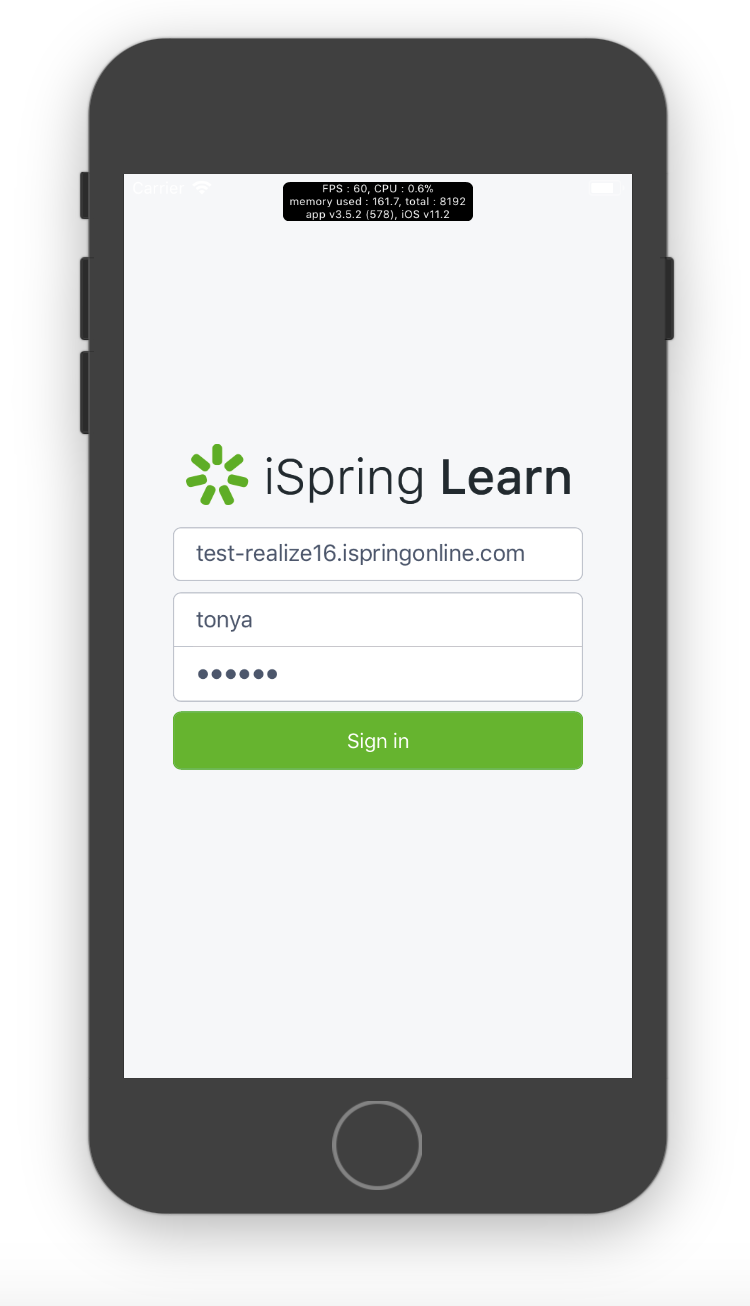 Carrier
FPS : 60, CPU : 0.6%
memory used : 161.7, total : 8192
app v3.5.2 (578), iOS v11.2
iSpring Learn
test-realize16.ispringonline.com
tonya
●●●●●●
Sign in